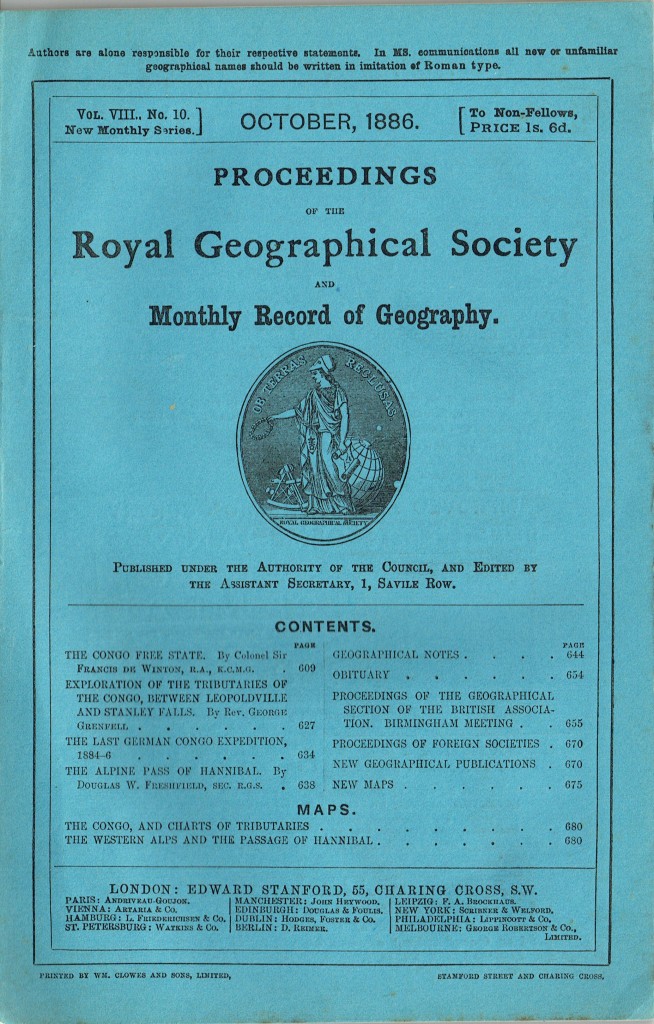 Authors are alone responsible for their respective statements. In MS. communications all new or unfamiliar
geographical names should be written in imitation of Roman type.
VOL. VIII., No. 10.
New Monthly Series.]
OCTOBER, 1886.
[To Non-Fellows,
PRICE 1s. 6d.
PROCEEDINGS
OF THE
Royal Geographical Society
AND
Monthly Record of Geography.
OB TERRAS RECLUSAS
ROYAL GEOGRAPHICAL SOCIETY
PUBLISHED UNDER THE AUTHORITY OF THE COUNCIL, AND EDITED BY
THE ASSISTANT SECRETARY, 1, SAVILE ROW.
CONTENTS.
PAGE
THE CONGO FREE STATE. By Colonel Sir
FRANCIS DE WINTON, R.A., K.C.M.G. . 609
EXPLORATION OF THE TRIBUTARIES OF
THE CONGO, BETWEEN LEOPOLDVILLE
AND STANLEY FALLS. By Rev. GEORGE
GRENFELL . . . . . . 627
THE LAST GERMAN CONGO EXPEDITION,
1884-6 . . . . . . 634
THE ALPINE PASS OF HANNIBAL. By
DOUGLAS W. FRESHFIELD, SEC. R.G.S. . 638
PAGE
GEOGRAPHICAL NOTES . . . . 644
OBITUARY . . . . . . 654
PROCEEDINGS OF THE GEOGRAPHICAL
SECTION OF THE BRITISH ASSOCIA-
TION. BIRMINGHAM MEETING . . 655
PROCEEDINGS OF FOREIGN SOCIETIES . 670
NEW GEOGRAPHICAL PUBLICATIONS . 670
NEW MAPS . . . . . . 675
MAPS.
THE CONGO, AND CHARTS OF TRIBUTARIES . . . . . . . . 680
THE WESTERN ALPS AND THE PASSAGE OF HANNIBAL . . . . . . 680
LONDON: EDWARD STANFORD, 55, CHARING CROSS, S.W.
PARIS: ANDRIVEAU-GOUJON.
VIENNA: ARTARIA & Co.
HAMBURG: L. FRIEDERICHSEN & Co.
ST. PETERSBURG: WATKINS & Co.
MANCHESTER: JOHN HEYWOOD.
EDINBURGH: DOUGLAS & FOULIS.
DUBLIN: HODGES, FOSTER & Co.
BERLIN: D. REIMER.
LEIPZIG: F. A. BROCKHAUS.
NEW YORK: SCRIBNER & WELFORD.
PHILADELPHIA: LIPPINCOTT & Co.
MELBOURNE: GEORGE ROBERTSON & Co.,
LIMITED.
PRINTED BY WM. CLOWES AND SONS, LIMITED,
STAMFORD STREET AND CHARING CROSS.